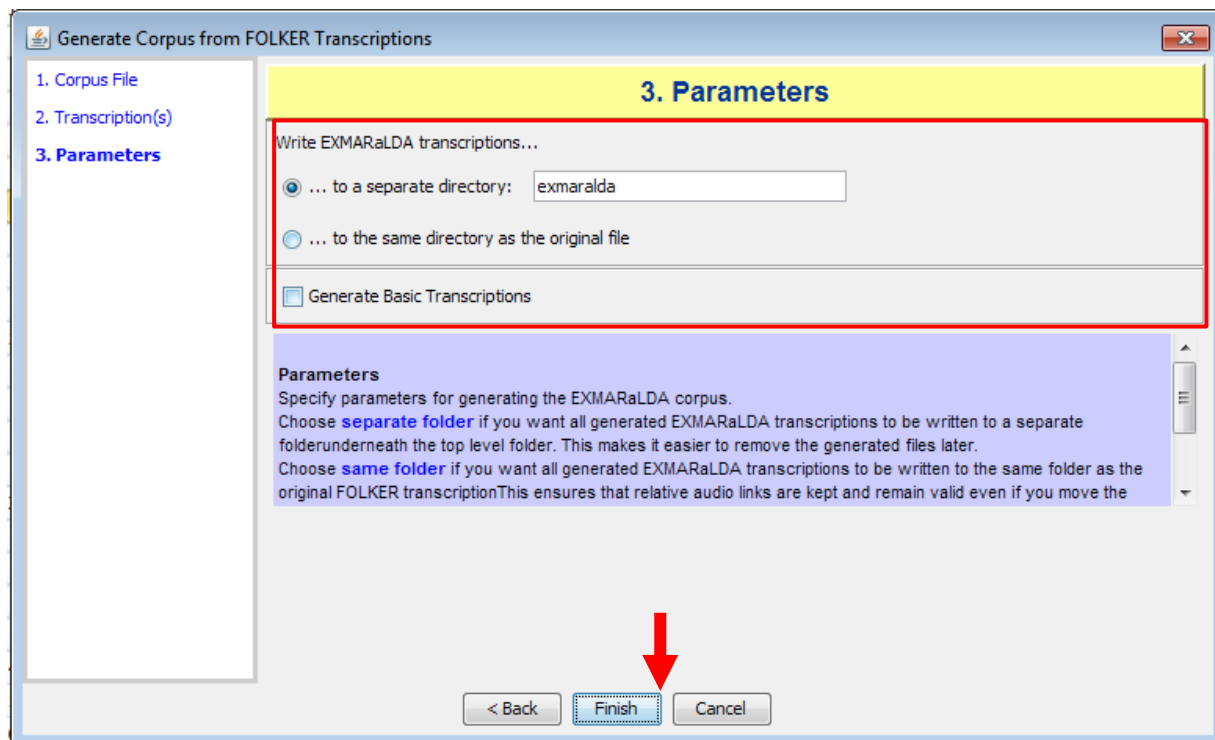 Generate Corpus from FOLKER Transcriptions
1. Corpus File
2. Transcription(s)
3. Parameters
3. Parameters
Write EXMARaLDA transcriptions...
... to a separate directory: exmaralda
... to the same directory as the original file
Generate Basic Transcriptions
Parameters
Specify parameters for generating the EXMARaLDA corpus.
Choose separate folder if you want all generated EXMARaLDA transcriptions to be written to a separate
folderunderneath the top level folder. This makes it easier to remove the generated files later.
Choose same folder if you want all generated EXMARaLDA transcriptions to be written to the same folder as the
original FOLKER transcriptionThis ensures that relative audio links are kept and remain valid even if you move the
< Back Finish Cancel